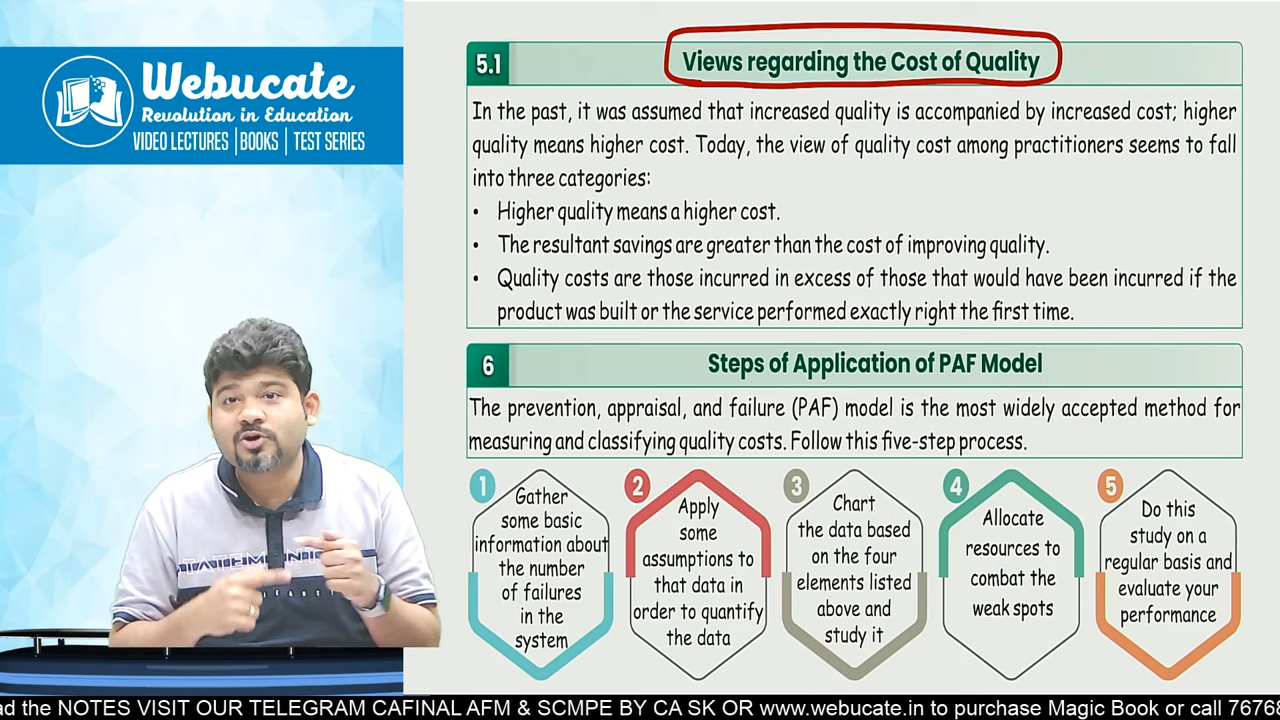 Webucate
Revolution in Education
VIDEO LECTURES | BOOKS | TEST SERIES
5.1
Views regarding the Cost of Quality
In the past, it was assumed that increased quality is accompanied by increased cost; higher
quality means higher cost. Today, the view of quality cost among practitioners seems to fall
into three categories:
• Higher quality means a higher cost.
• The resultant savings are greater than the cost of improving quality.
• Quality costs are those incurred in excess of those that would have been incurred if the
product was built or the service performed exactly right the first time.
6
Steps of Application of PAF Model
The prevention, appraisal, and failure (PAF) model is the most widely accepted method for
measuring and classifying quality costs. Follow this five-step process.
1
Gather
some basic
information about
the number
of failures
in the
system
2
Apply
some
assumptions to
that data in
order to quantify
the data
3
Chart
the data based
on the four
elements listed
above and
study it
4
Allocate
resources to
combat the
weak spots
5
Do this
study on a
regular basis and
evaluate your
performance
ad the NOTES VISIT OUR TELEGRAM CAFINAL AFM & SCMPE BY CA SK OR www.webucate.in to purchase Magic Book or call 7676